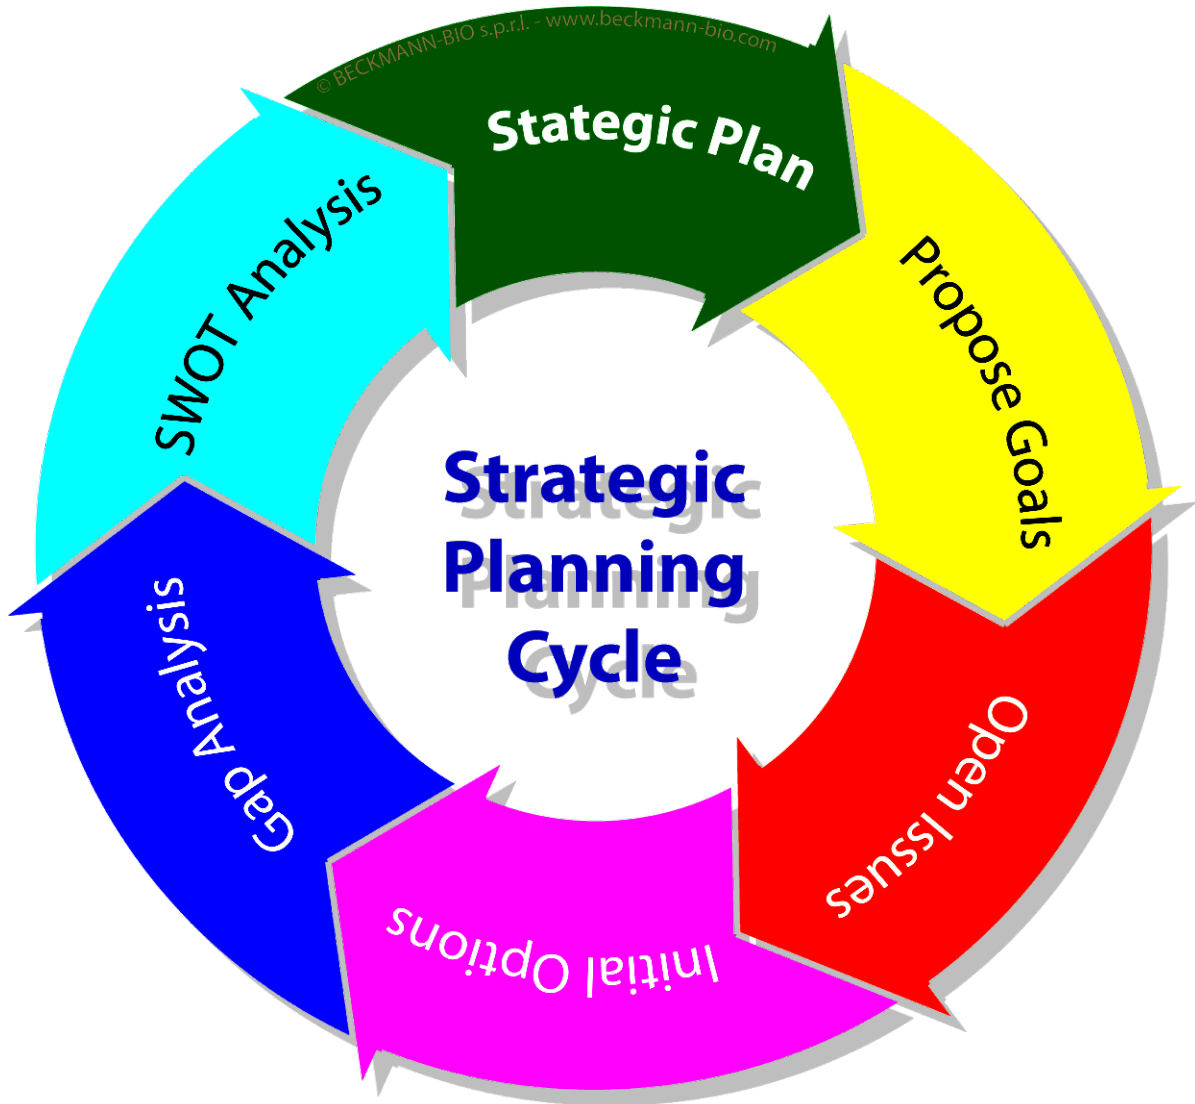 © BECKMANN-BIO s.p.r.l. - www.beckmann-bio.com
Stategic Plan
Propose Goals
Open Issues
Initial Options
Gap Analysis
SWOT Analysis
Strategic
Planning
Cycle